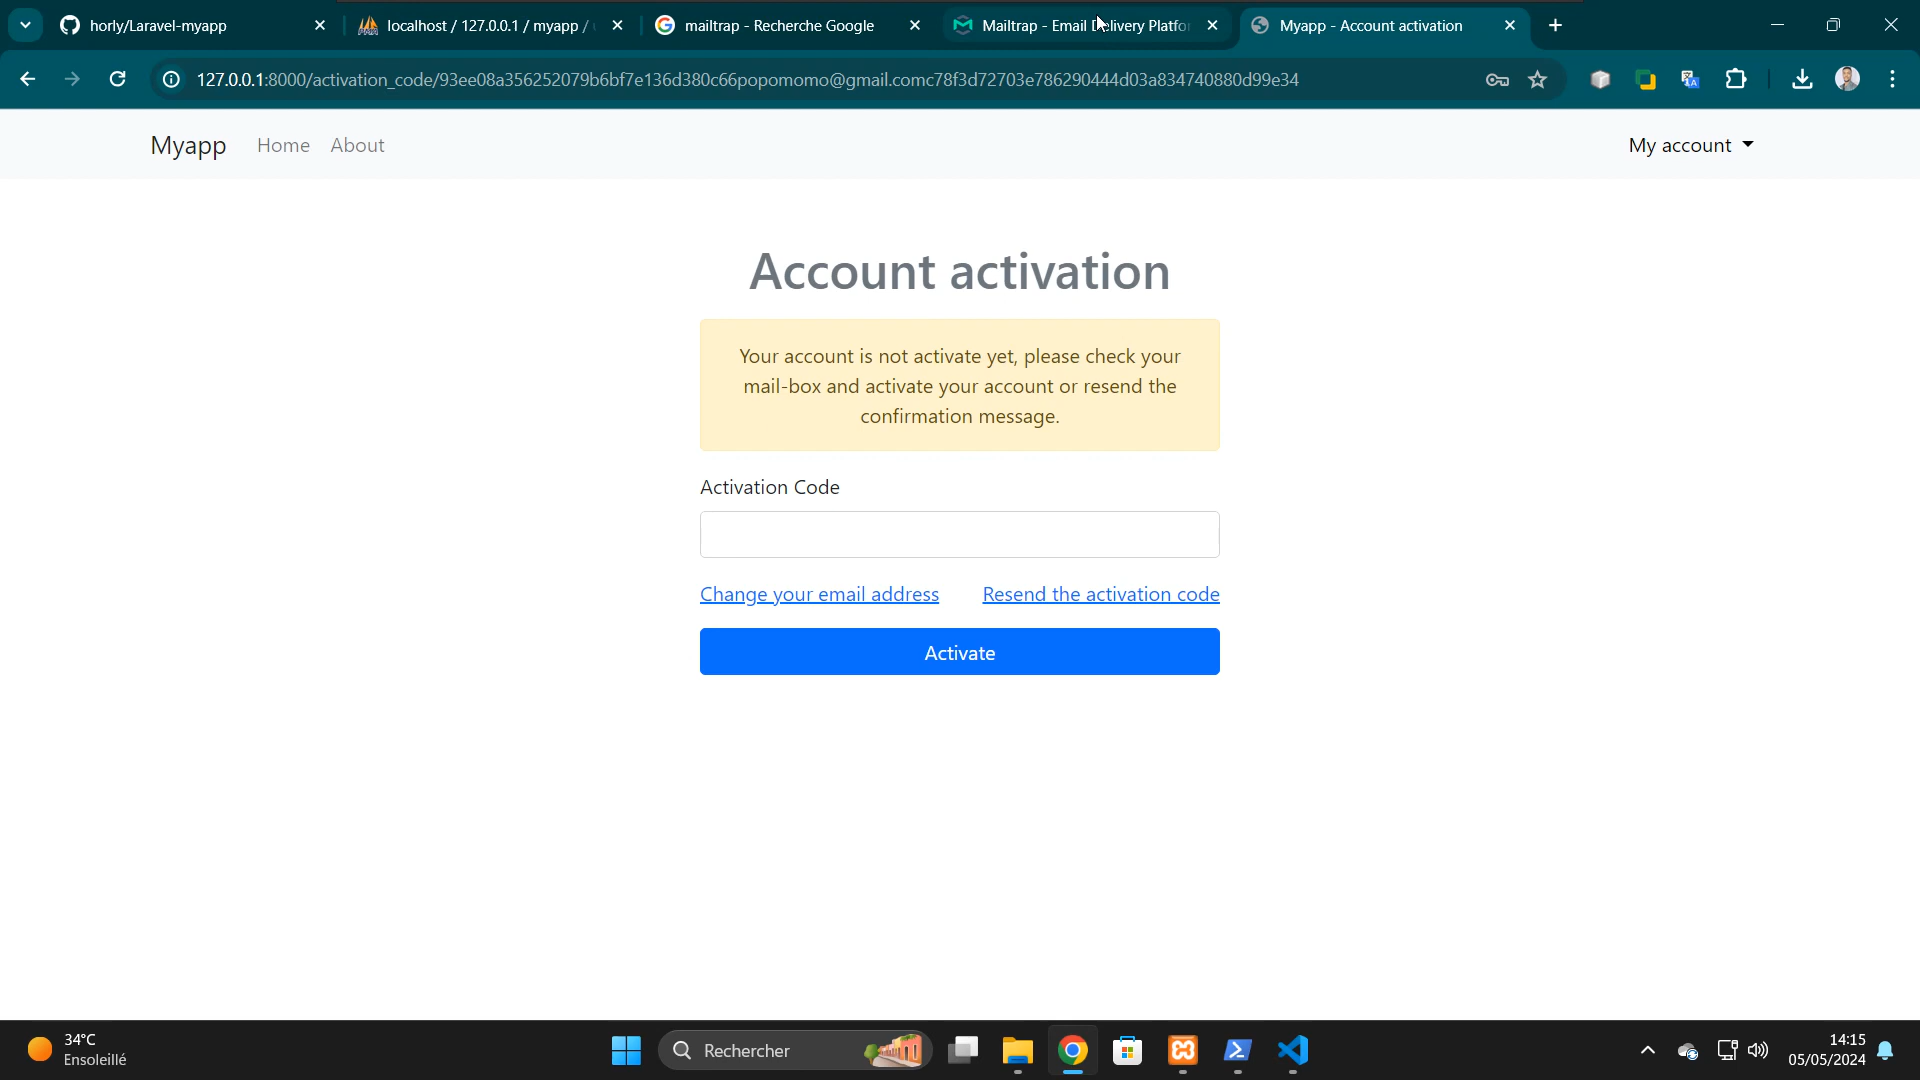 horly/Laravel-myapp
localhost / 127.0.0.1 / myapp /
mailtrap - Recherche Google
Mailtrap - Email Delivery Platfor
Myapp - Account activation
127.0.0.1:8000/activation_code/93ee08a356252079b6bf7e136d380c66popomomo@gmail.comc78f3d72703e786290444d03a834740880d99e34
Myapp
Home
About
My account
Account activation
Your account is not activate yet, please check your
mail-box and activate your account or resend the
confirmation message.
Activation Code
Change your email address
Resend the activation code
Activate
34°C
Ensoleillé
Rechercher
14:15
05/05/2024